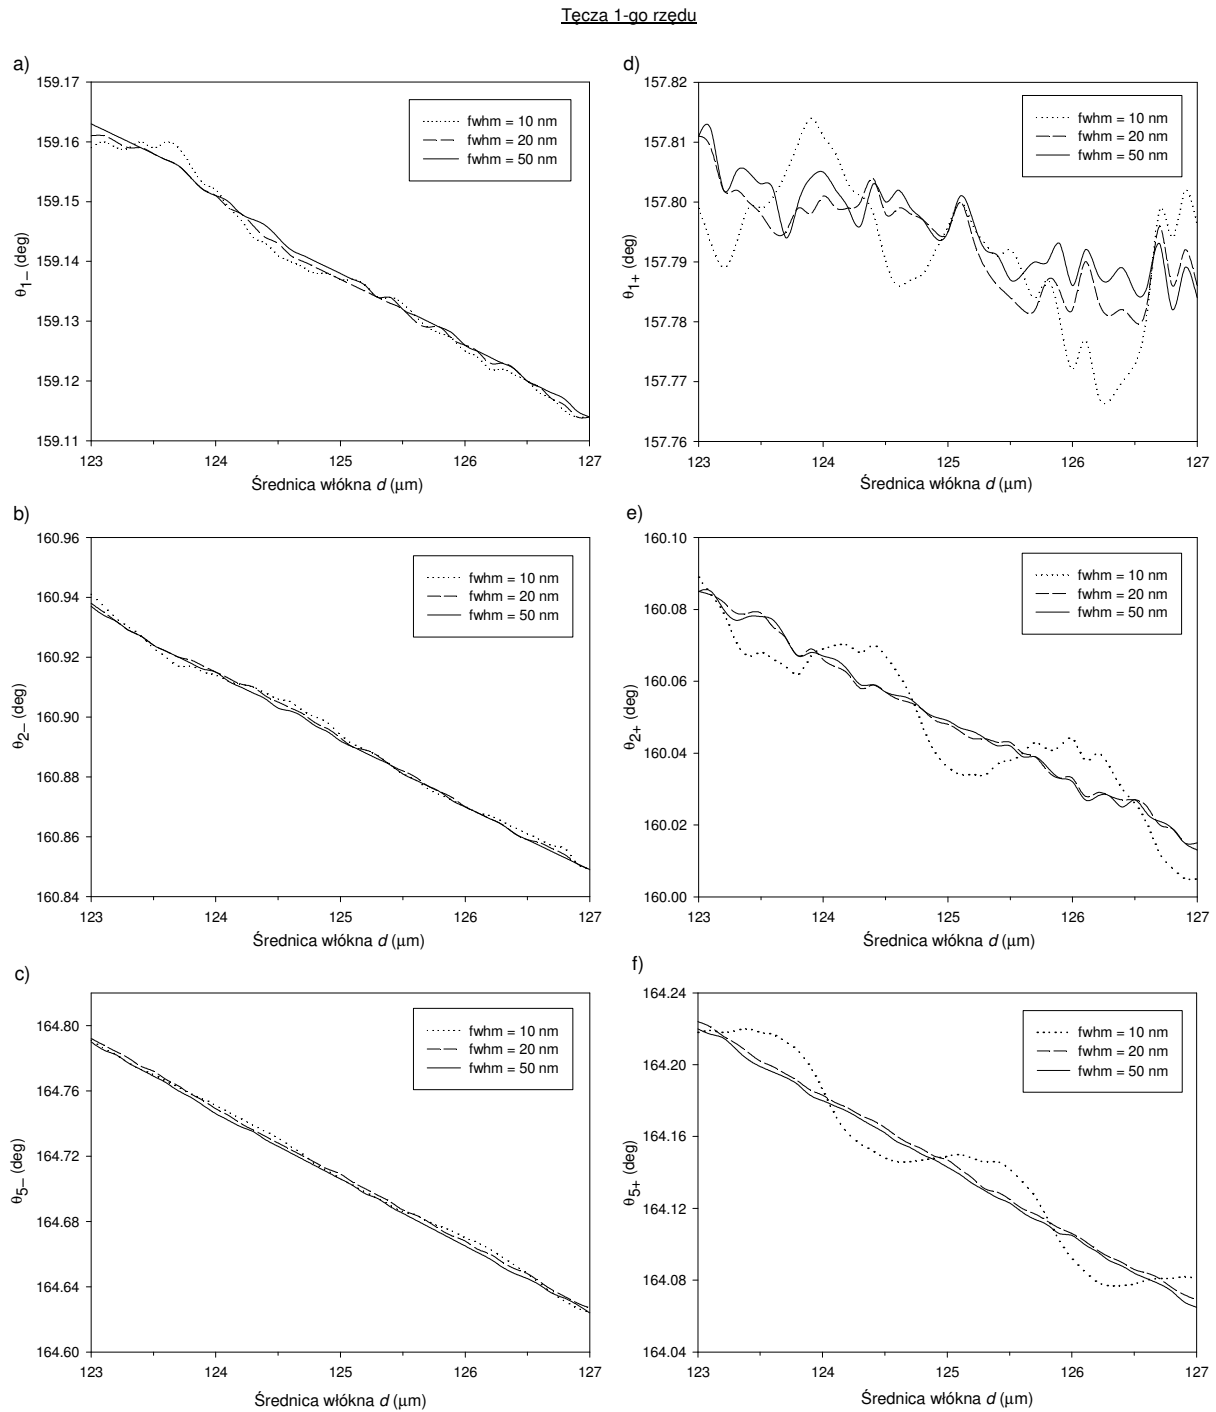 Tęcza 1-go rzędu
a)
159.17
159.16
159.15
159.14
159.13
159.12
159.11
θ1– (deg)
fwhm = 10 nm
fwhm = 20 nm
fwhm = 50 nm
123 124 125 126 127
Średnica włókna d (μm)
d)
157.82
157.81
157.80
157.79
157.78
157.77
157.76
θ1+ (deg)
fwhm = 10 nm
fwhm = 20 nm
fwhm = 50 nm
123 124 125 126 127
Średnica włókna d (μm)
b)
160.96
160.94
160.92
160.90
160.88
160.86
160.84
θ2– (deg)
fwhm = 10 nm
fwhm = 20 nm
fwhm = 50 nm
123 124 125 126 127
Średnica włókna d (μm)
e)
160.10
160.08
160.06
160.04
160.02
160.00
θ2+ (deg)
fwhm = 10 nm
fwhm = 20 nm
fwhm = 50 nm
123 124 125 126 127
Średnica włókna d (μm)
c)
164.80
164.76
164.72
164.68
164.64
164.60
θ5– (deg)
fwhm = 10 nm
fwhm = 20 nm
fwhm = 50 nm
123 124 125 126 127
Średnica włókna d (μm)
f)
164.24
164.20
164.16
164.12
164.08
164.04
θ5+ (deg)
fwhm = 10 nm
fwhm = 20 nm
fwhm = 50 nm
123 124 125 126 127
Średnica włókna d (μm)